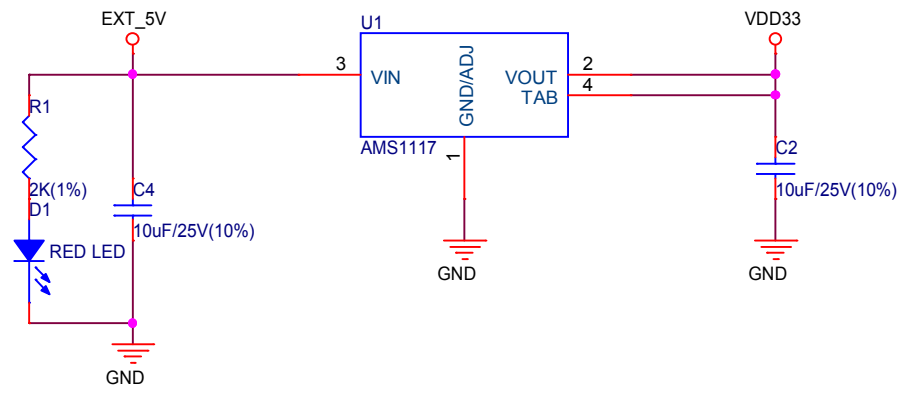 EXT_5V
VDD33
U1
3
VIN
GND/ADJ
VOUT
2
TAB
4
R1
AMS1117
1
C2
2K(1%)
C4
10uF/25V(10%)
D1
10uF/25V(10%)
RED LED
GND
GND
GND